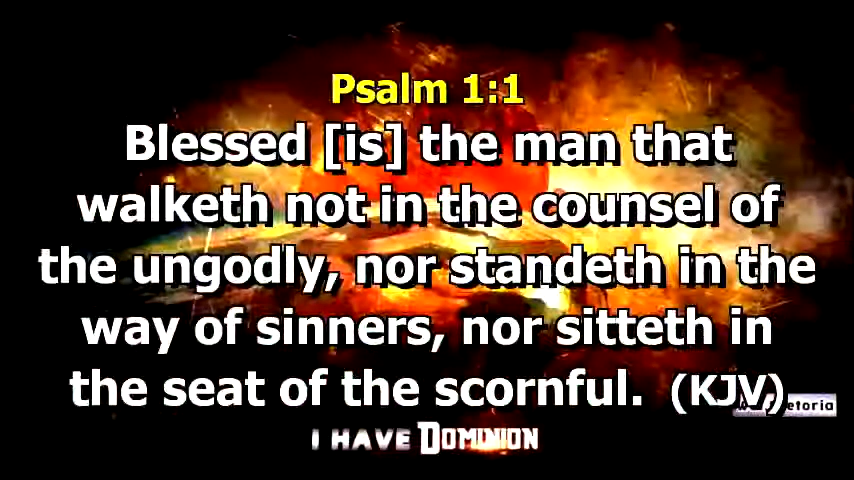 Psalm 1:1
Blessed [is] the man that
walketh not in the counsel of
the ungodly, nor standeth in the
way of sinners, nor sitteth in
the seat of the scornful. (KJV)
I HAVE DOMINION